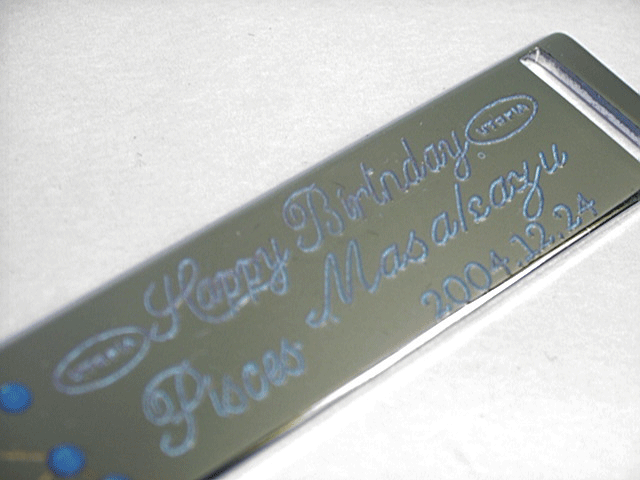 Happy Birthday
Pisces Masakazu
2004.12.24